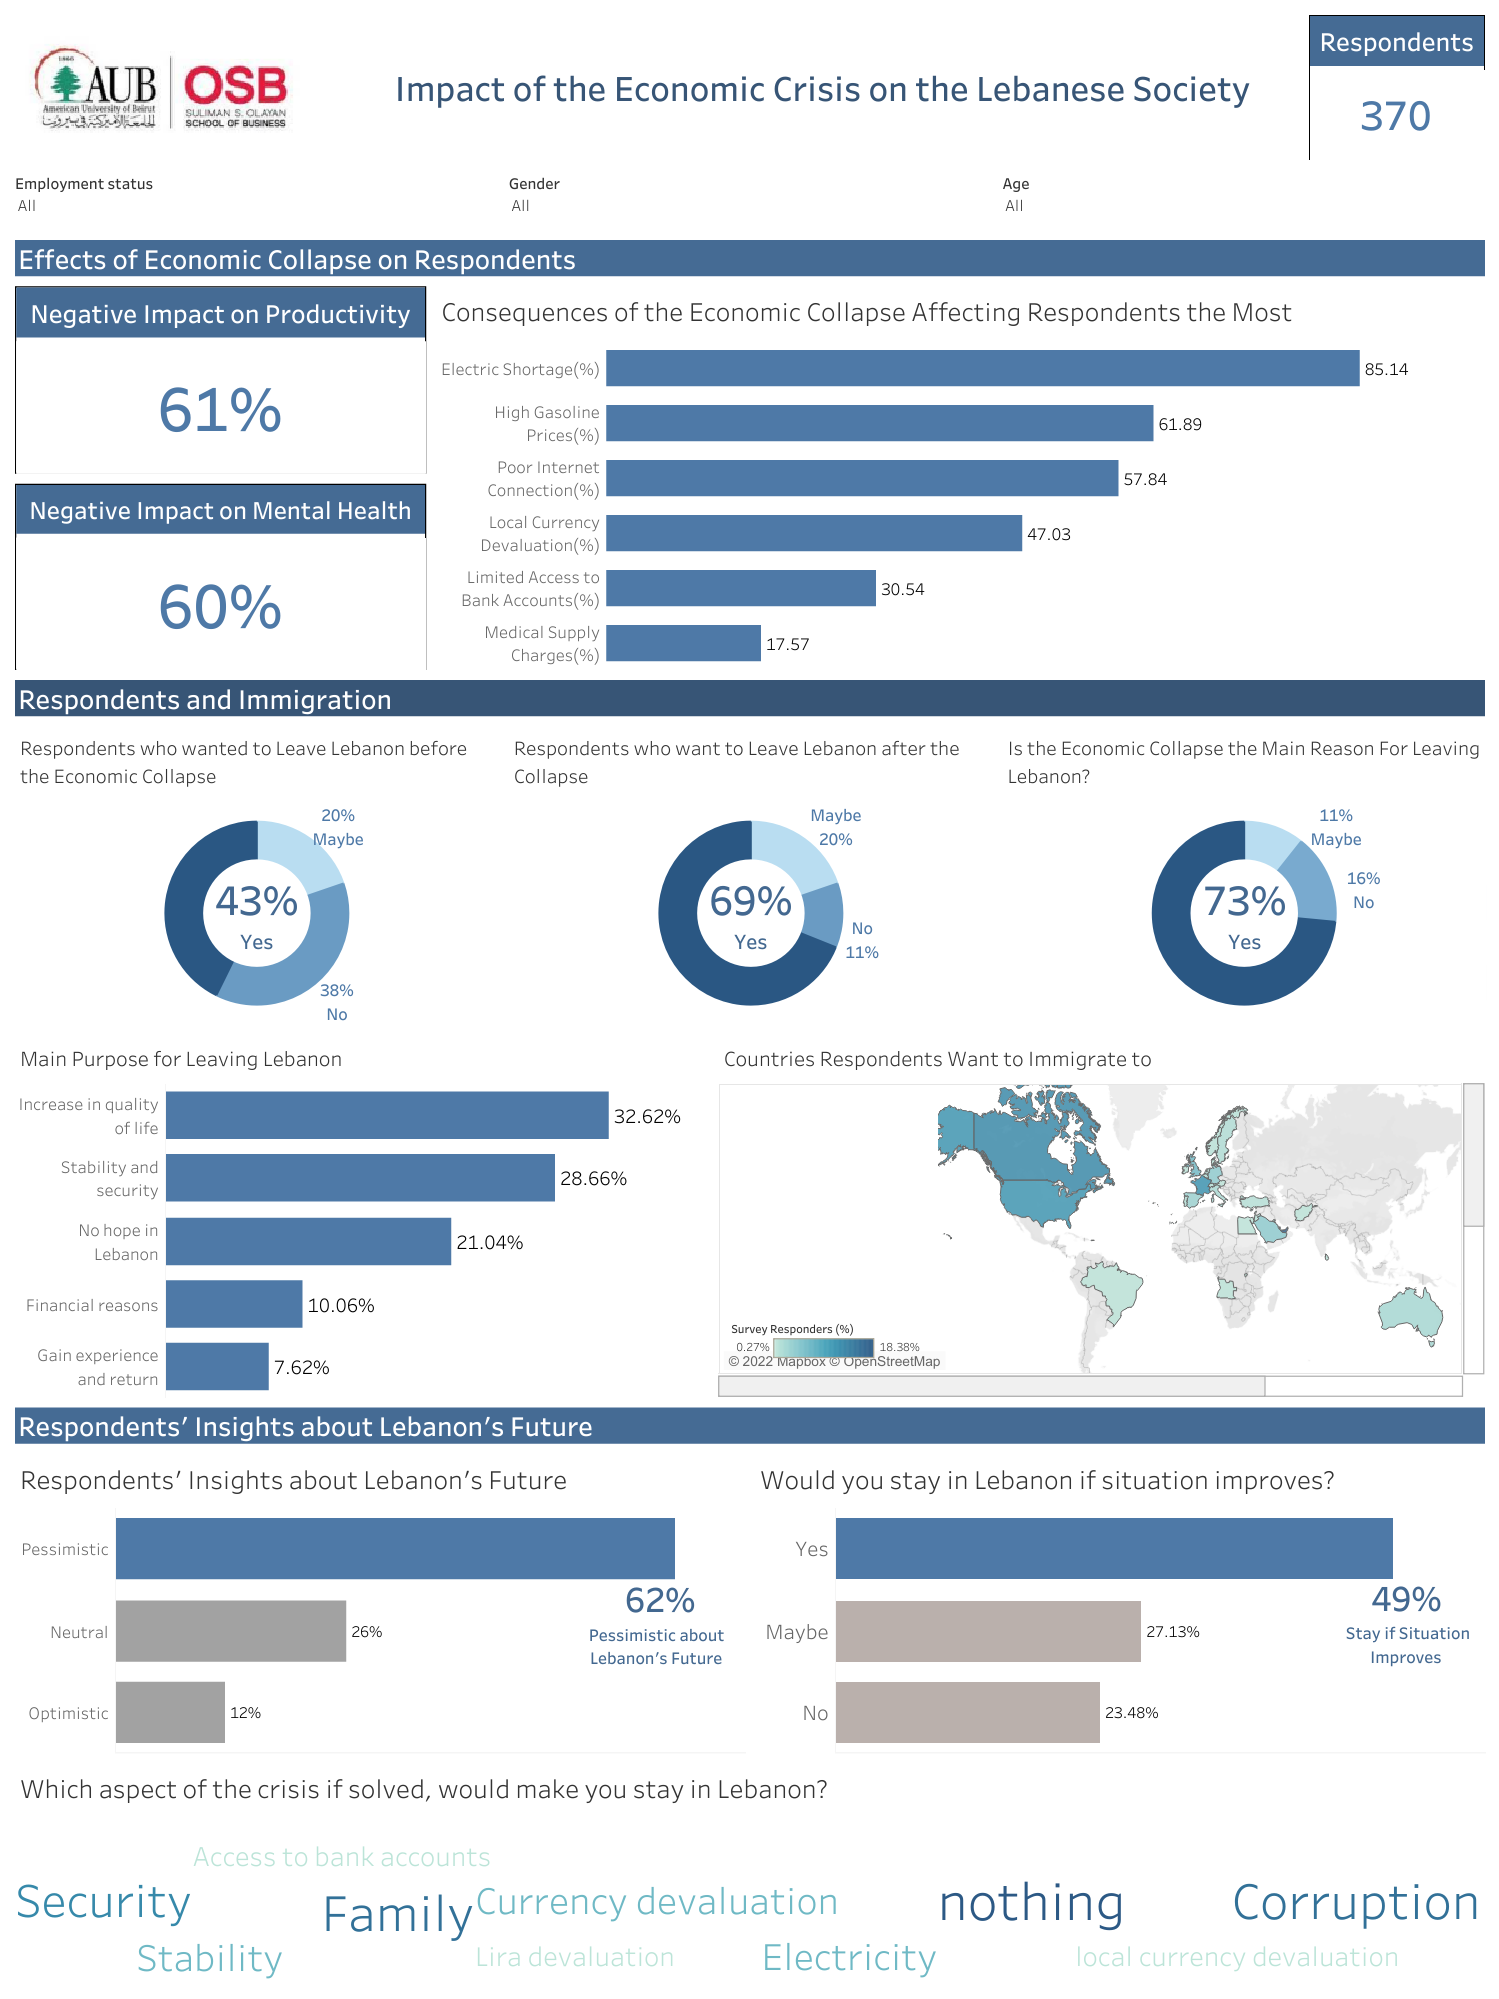 1866
AUB
American University of Beirut
OSB
SULIMAN S. OLAYAN
SCHOOL OF BUSINESS
Impact of the Economic Crisis on the Lebanese Society
Respondents
370
Employment status
All
Gender
All
Age
All
Effects of Economic Collapse on Respondents
Negative Impact on Productivity
61%
Negative Impact on Mental Health
60%
Consequences of the Economic Collapse Affecting Respondents the Most
Electric Shortage(%)
85.14
High Gasoline
Prices(%)
61.89
Poor Internet
Connection(%)
57.84
Local Currency
Devaluation(%)
47.03
Limited Access to
Bank Accounts(%)
30.54
Medical Supply
Charges(%)
17.57
Respondents and Immigration
Respondents who wanted to Leave Lebanon before
the Economic Collapse
20%
Maybe
43%
Yes
38%
No
Respondents who want to Leave Lebanon after the
Collapse
Maybe
20%
69%
Yes
No
11%
Is the Economic Collapse the Main Reason For Leaving
Lebanon?
11%
Maybe
16%
No
73%
Yes
Main Purpose for Leaving Lebanon
Increase in quality
of life
32.62%
Stability and
security
28.66%
No hope in
Lebanon
21.04%
Financial reasons
10.06%
Gain experience
and return
7.62%
Countries Respondents Want to Immigrate to
Survey Responders (%)
0.27%
18.38%
© 2022 Mapbox © OpenStreetMap
Respondents’ Insights about Lebanon’s Future
Respondents’ Insights about Lebanon’s Future
Pessimistic
62%
Pessimistic about
Lebanon’s Future
Neutral
26%
Optimistic
12%
Would you stay in Lebanon if situation improves?
Yes
49%
Stay if Situation
Improves
Maybe
27.13%
No
23.48%
Which aspect of the crisis if solved, would make you stay in Lebanon?
Access to bank accounts
Security
Family
Currency devaluation
nothing
Corruption
Stability
Lira devaluation
Electricity
local currency devaluation